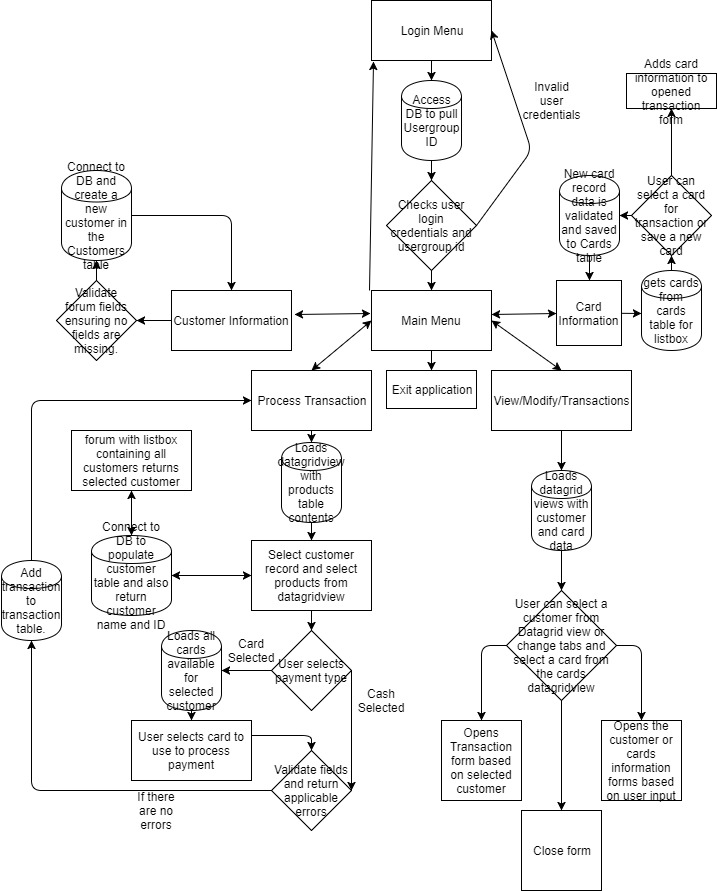 Login Menu
Access
DB to pull
Usergroup
ID
Invalid
user
credentials
Adds card
information to
opened
transaction
form
Connect to
DB and
create a
new
customer in
the
Customers
table
Checks user
login
credentials and
usergroup id
New card
record
data is
validated
and saved
to Cards
table
User can
select a
card for
transaction or
save a new
card
Validate
forum fields
ensuring no
fields are
missing.
Customer Information
Main Menu
Card
Information
gets cards
from
cards
table for
listbox
Process Transaction
Exit application
View/Modify/Transactions
forum with listbox
containing all
customers returns
selected customer
Loads
datagridview
with
products
table
contents
Loads
datagrid
views with
customer
and card
data
Connect to
DB to
populate
customer
table and also
return
customer
name and ID
Select customer
record and select
products from
datagridview
Add
transaction
to
transaction
table.
User can select a
customer from
Datagrid view or
change tabs and
select a card from
the cards
datagridview
Loads all
cards
available
for
selected
customer
Card
Selected
User selects
payment type
Cash
Selected
User selects card to
use to process
payment
Validate fields
and return
applicable
errors
If there
are no
errors
Opens
Transaction
form based
on selected
customer
Opens the
customer or
cards
information
forms based
on user input
Close form